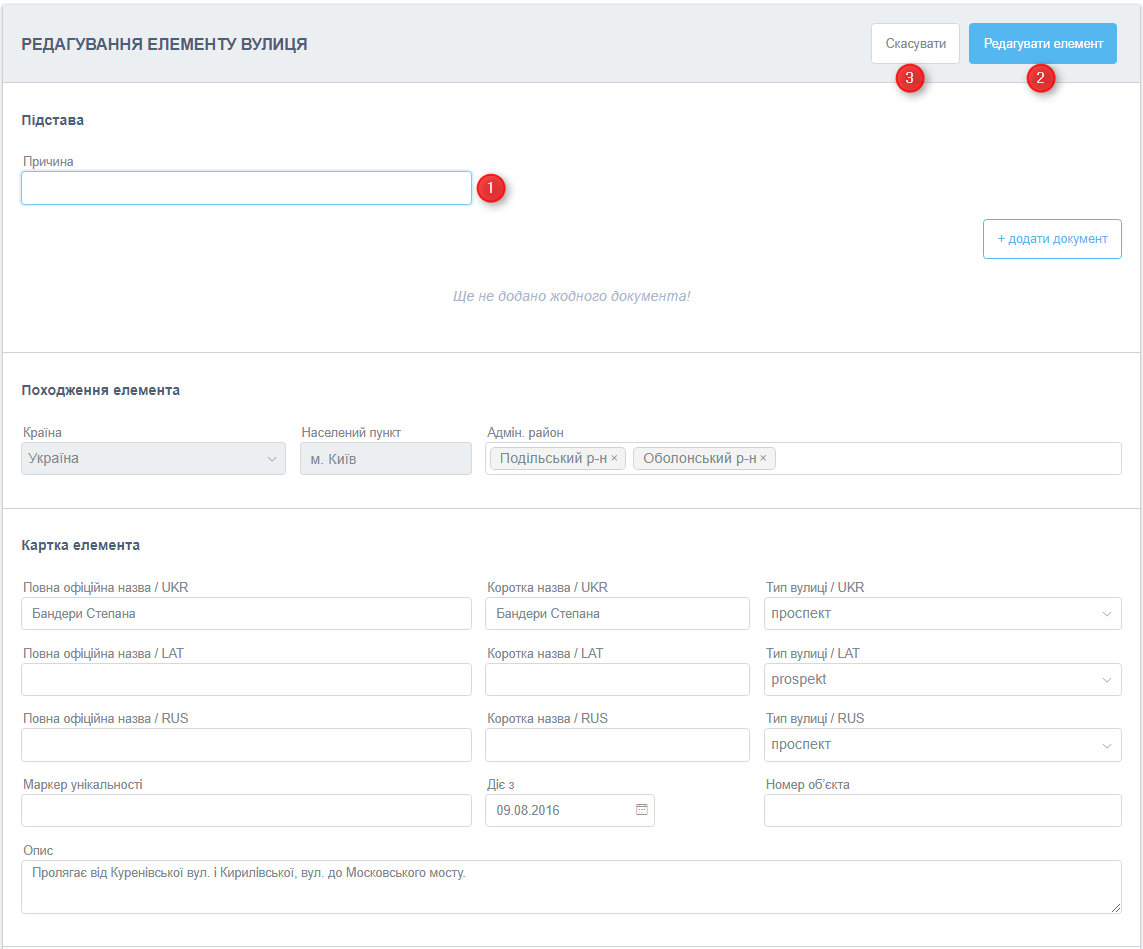 РЕДАГУВАННЯ ЕЛЕМЕНТУ ВУЛИЦЯ
Скасувати
Редагувати елемент
3
2
Підстава
Причина
1
+ додати документ
Ще не додано жодного документа!
Походження елемента
Країна
Населений пункт
Адмін. район
Україна
м. Київ
Подільський р-н ×
Оболонський р-н ×
Картка елемента
Повна офіційна назва / UKR
Коротка назва / UKR
Тип вулиці / UKR
Бандери Степана
Бандери Степана
проспект
Повна офіційна назва / LAT
Коротка назва / LAT
Тип вулиці / LAT
prospekt
Повна офіційна назва / RUS
Коротка назва / RUS
Тип вулиці / RUS
проспект
Маркер унікальності
Діє з
Номер об'єкта
09.08.2016
Опис
Пролягає від Куренівської вул. і Кирилівської, вул. до Московського мосту.